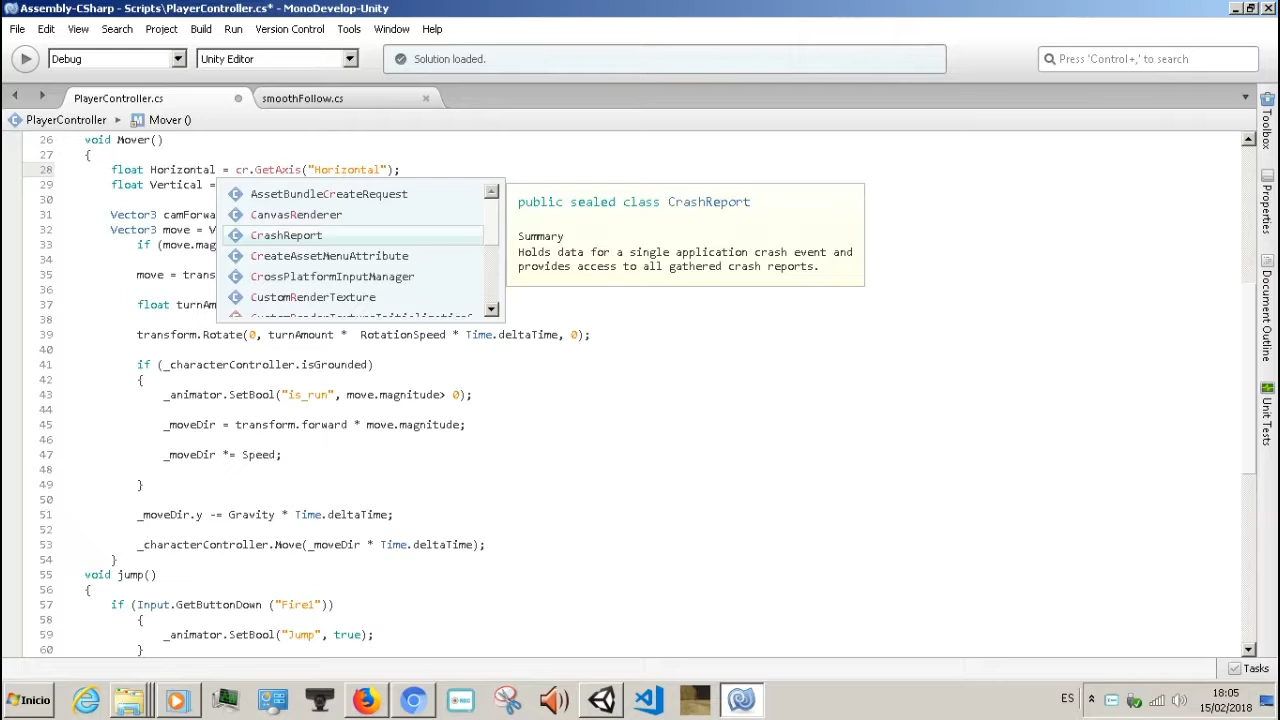 Assembly-CSharp - Scripts\PlayerController.cs* - MonoDevelop-Unity
File Edit View Search Project Build Run Version Control Tools Window Help
Debug Unity Editor Solution loaded. Press 'Control+,' to search
PlayerController.cs smoothFollow.cs
PlayerController Mover ()
26 void Mover()
27 {
28 float Horizontal = cr.GetAxis("Horizontal");
29 float Vertical =
30
31 Vector3 camForwa
32 Vector3 move = V
33 if (move.mag
34
35 move = trans
36
37 float turnAm
38
39 transform.Rotate(0, turnAmount * RotationSpeed * Time.deltaTime, 0);
40
41 if (_characterController.isGrounded)
42 {
43 _animator.SetBool("is_run", move.magnitude> 0);
44
45 _moveDir = transform.forward * move.magnitude;
46
47 _moveDir *= Speed;
48
49 }
50
51 _moveDir.y -= Gravity * Time.deltaTime;
52
53 _characterController.Move(_moveDir * Time.deltaTime);
54 }
55 void jump()
56 {
57 if (Input.GetButtonDown ("Fire1"))
58 {
59 _animator.SetBool("Jump", true);
60 }
AssetBundleCreateRequest
CanvasRenderer
CrashReport
CreateAssetMenuAttribute
CrossPlatformInputManager
CustomRenderTexture
public sealed class CrashReport
Summary
Holds data for a single application crash event and
provides access to all gathered crash reports.
Toolbox
Properties
Document Outline
Unit Tests
Tasks
Inicio
REC
ES
18:05
15/02/2018